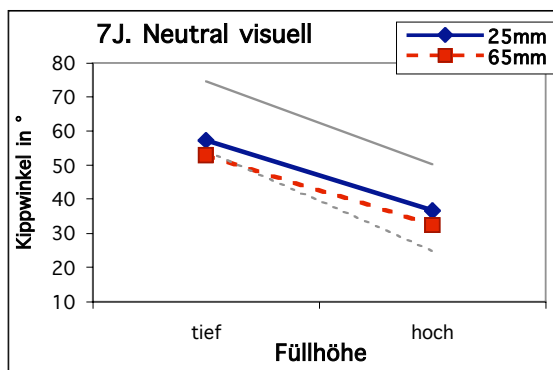 7J. Neutral visuell
25mm
65mm
Kippwinkel in °
80
70
60
50
40
30
20
10
tief
hoch
Füllhöhe